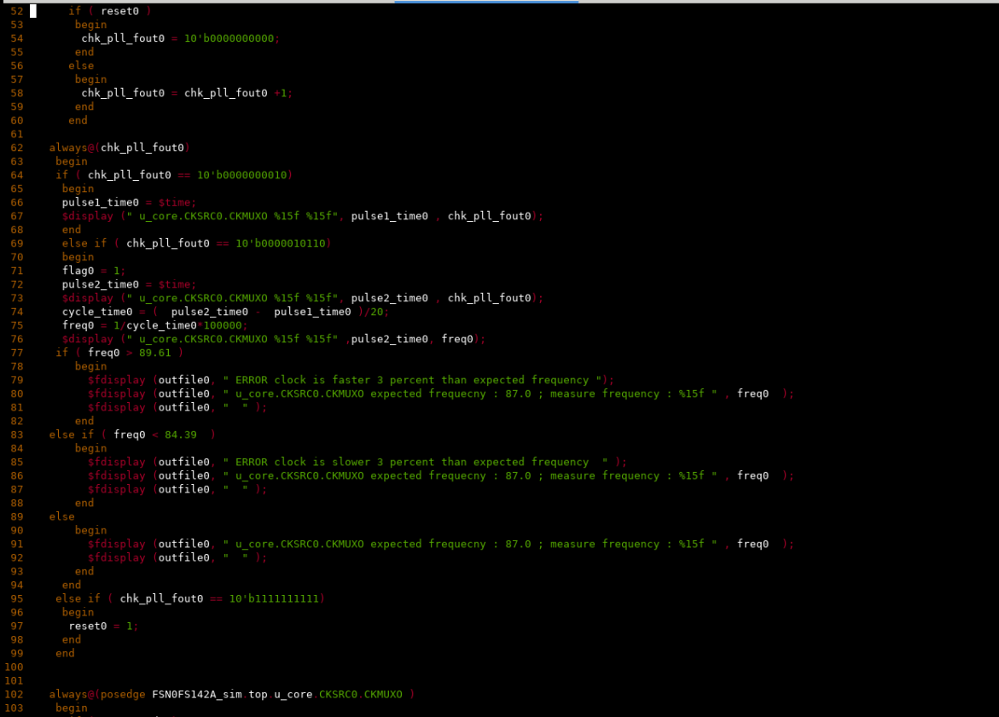 52 if ( reset0 )
53 begin
54 chk_pll_fout0 = 10'b0000000000;
55 end
56 else
57 begin
58 chk_pll_fout0 = chk_pll_fout0 +1;
59 end
60 end
61
62 always@(chk_pll_fout0)
63 begin
64 if ( chk_pll_fout0 == 10'b0000000010)
65 begin
66 pulse1_time0 = $time;
67 $display (" u_core.CKSRC0.CKMUXO %15f %15f", pulse1_time0 , chk_pll_fout0);
68 end
69 else if ( chk_pll_fout0 == 10'b0000010110)
70 begin
71 flag0 = 1;
72 pulse2_time0 = $time;
73 $display (" u_core.CKSRC0.CKMUXO %15f %15f", pulse2_time0 , chk_pll_fout0);
74 cycle_time0 = (  pulse2_time0 -  pulse1_time0 )/20;
75 freq0 = 1/cycle_time0*100000;
76 $display (" u_core.CKSRC0.CKMUXO %15f %15f" ,pulse2_time0, freq0);
77 if ( freq0 > 89.61 )
78 begin
79 $fdisplay (outfile0, " ERROR clock is faster 3 percent than expected frequency ");
80 $fdisplay (outfile0, " u_core.CKSRC0.CKMUXO expected frequecny : 87.0 ; measure frequency : %15f " , freq0  );
81 $fdisplay (outfile0, "  " );
82 end
83 else if ( freq0 < 84.39  )
84 begin
85 $fdisplay (outfile0, " ERROR clock is slower 3 percent than expected frequency  " );
86 $fdisplay (outfile0, " u_core.CKSRC0.CKMUXO expected frequecny : 87.0 ; measure frequency : %15f " , freq0  );
87 $fdisplay (outfile0, "  " );
88 end
89 else
90 begin
91 $fdisplay (outfile0, " u_core.CKSRC0.CKMUXO expected frequecny : 87.0 ; measure frequency : %15f " , freq0  );
92 $fdisplay (outfile0, "  " );
93 end
94 end
95 else if ( chk_pll_fout0 == 10'b1111111111)
96 begin
97 reset0 = 1;
98 end
99 end
100
101
102 always@(posedge FSN0FS142A_sim.top.u_core.CKSRC0.CKMUXO )
103 begin